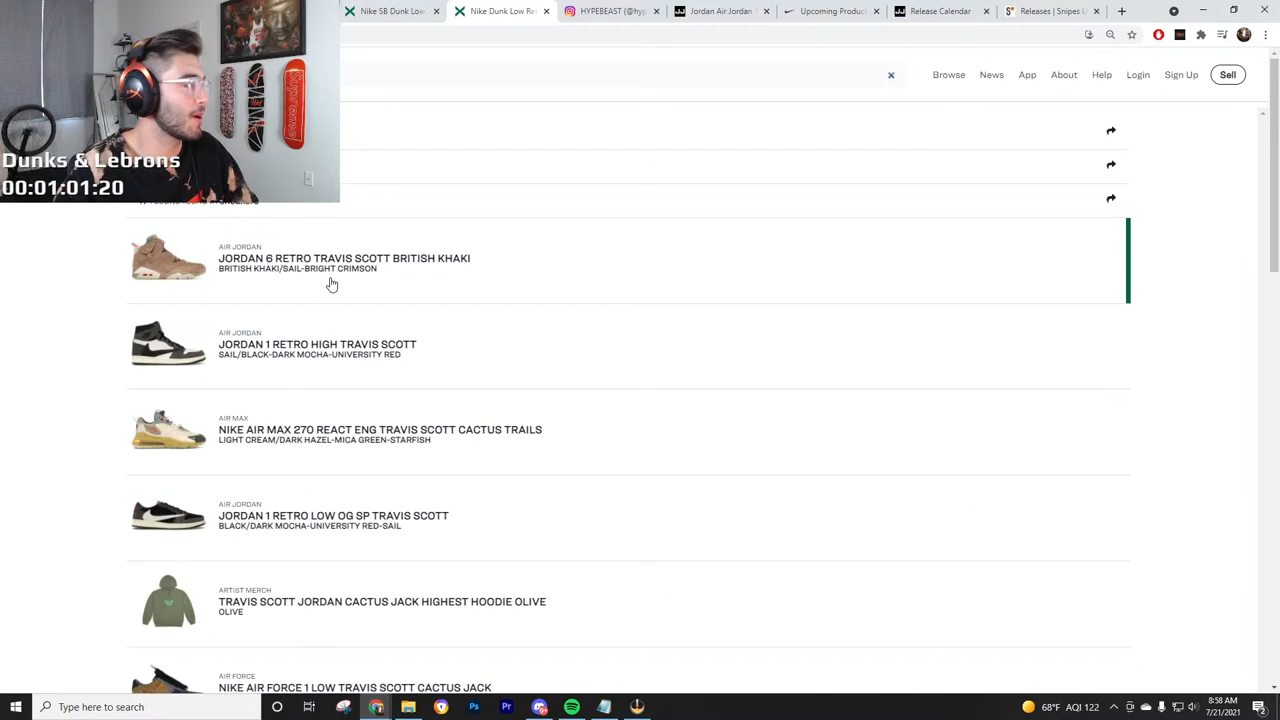 Nike SB Dunk Low
Nike Dunk Low Re
HYPEBEAST (@hyp
Jordan Air Jordan
Upcoming Product
Release Calendar
Releases | Snipes U
Browse
News
App
About
Help
Login
Sign Up
Sell
Dunks & Lebrons
00:01:01:20
AIR JORDAN
JORDAN 6 RETRO TRAVIS SCOTT BRITISH KHAKI
BRITISH KHAKI/SAIL-BRIGHT CRIMSON
AIR JORDAN
JORDAN 1 RETRO HIGH TRAVIS SCOTT
SAIL/BLACK-DARK MOCHA-UNIVERSITY RED
AIR MAX
NIKE AIR MAX 270 REACT ENG TRAVIS SCOTT CACTUS TRAILS
LIGHT CREAM/DARK HAZEL-MICA GREEN-STARFISH
AIR JORDAN
JORDAN 1 RETRO LOW OG SP TRAVIS SCOTT
BLACK/DARK MOCHA-UNIVERSITY RED-SAIL
ARTIST MERCH
TRAVIS SCOTT JORDAN CACTUS JACK HIGHEST HOODIE OLIVE
OLIVE
AIR FORCE
NIKE AIR FORCE 1 LOW TRAVIS SCOTT CACTUS JACK
Type here to search
68°F AQI 122
8:58 AM
7/21/2021